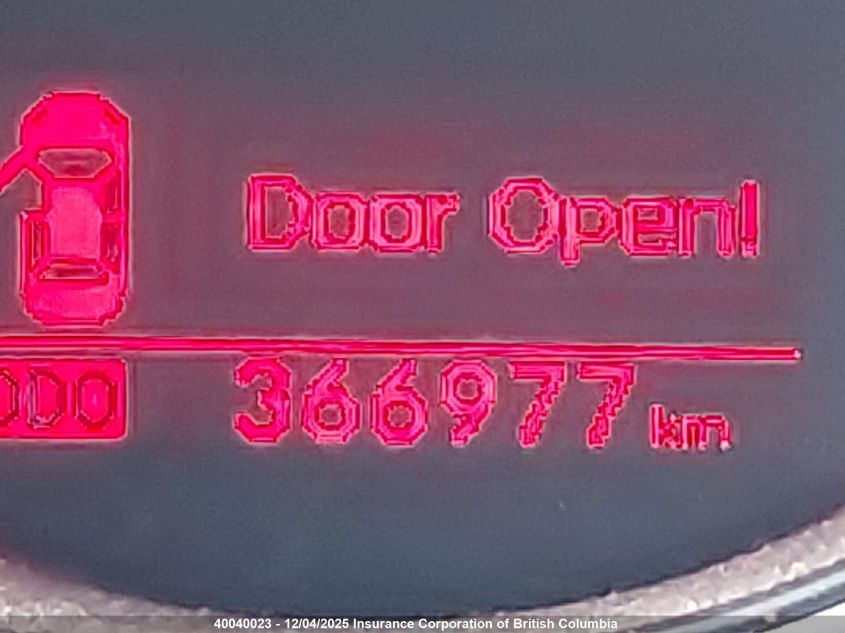 Door Open!
ODO 366977 km
40040023 - 12/04/2025 Insurance Corporation of British Columbia